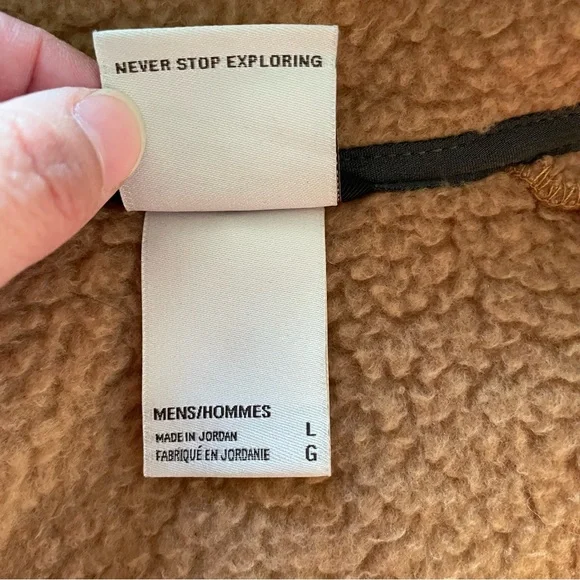 NEVER STOP EXPLORING
MENS/HOMMES
MADE IN JORDAN L
FABRIQUÉ EN JORDANIE G